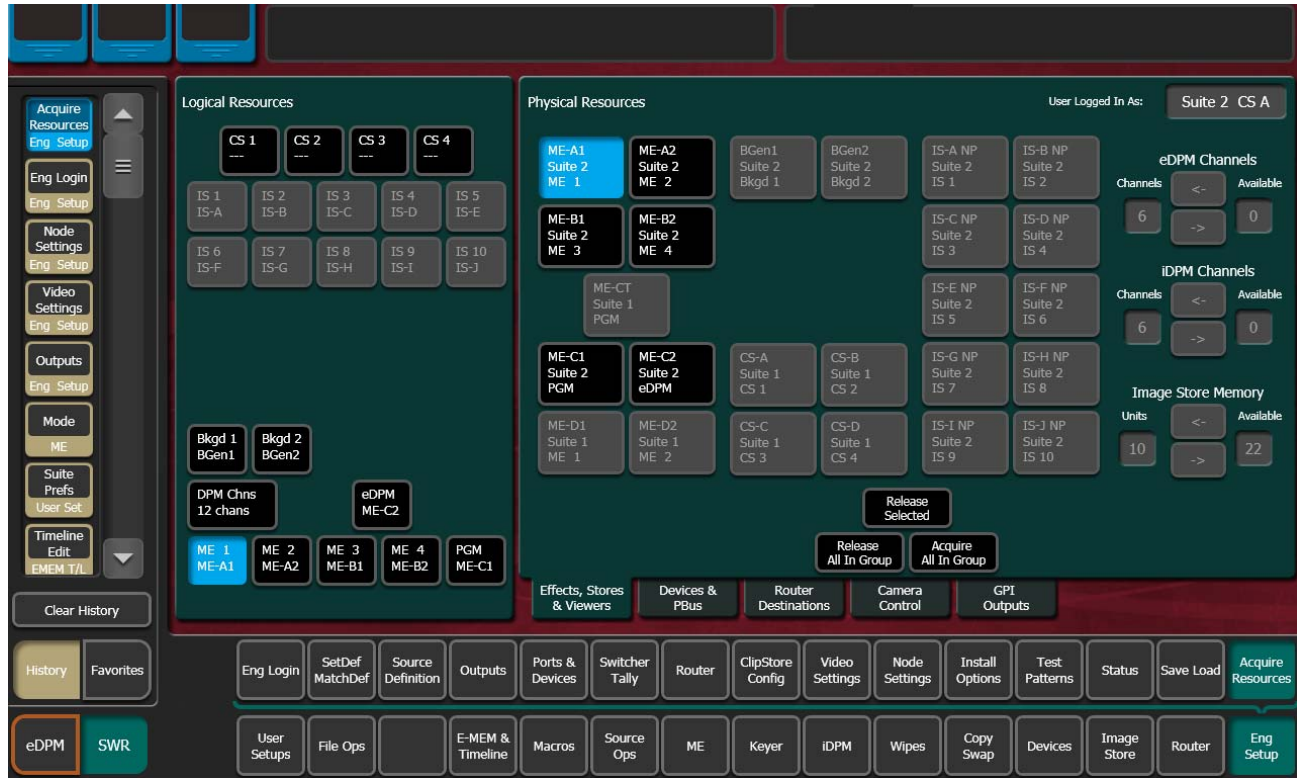 Acquire
Resources
Eng Setup
Eng Login
Eng Setup
Node
Settings
Eng Setup
Video
Settings
Eng Setup
Outputs
Eng Setup
Mode
ME
Suite
Prefs
User Set
Timeline
Edit
EMEM T/L
Clear History
History
Favorites
eDPM
SWR
Logical Resources
CS 1
---
CS 2
---
CS 3
---
CS 4
---
IS 1
IS-A
IS 2
IS-B
IS 3
IS-C
IS 4
IS-D
IS 5
IS-E
IS 6
IS-F
IS 7
IS-G
IS 8
IS-H
IS 9
IS-I
IS 10
IS-J
Bkgd 1
BGen1
Bkgd 2
BGen2
DPM Chns
12 chans
eDPM
ME-C2
ME 1
ME-A1
ME 2
ME-A2
ME 3
ME-B1
ME 4
ME-B2
PGM
ME-C1
Physical Resources
User Logged In As:
Suite 2 CS A
ME-A1
Suite 2
ME 1
ME-A2
Suite 2
ME 2
BGen1
Suite 2
Bkgd 1
BGen2
Suite 2
Bkgd 2
IS-A NP
Suite 2
IS 1
IS-B NP
Suite 2
IS 2
ME-B1
Suite 2
ME 3
ME-B2
Suite 2
ME 4
IS-C NP
Suite 2
IS 3
IS-D NP
Suite 2
IS 4
ME-CT
Suite 1
PGM
IS-E NP
Suite 2
IS 5
IS-F NP
Suite 2
IS 6
ME-C1
Suite 2
PGM
ME-C2
Suite 2
eDPM
CS-A
Suite 1
CS 1
CS-B
Suite 1
CS 2
IS-G NP
Suite 2
IS 7
IS-H NP
Suite 2
IS 8
ME-D1
Suite 1
ME 1
ME-D2
Suite 1
ME 2
CS-C
Suite 1
CS 3
CS-D
Suite 1
CS 4
IS-I NP
Suite 2
IS 9
IS-J NP
Suite 2
IS 10
eDPM Channels
Channels
<-
Available
6
->
0
iDPM Channels
Channels
<-
Available
6
->
0
Image Store Memory
Units
<-
Available
10
->
22
Release
Selected
Release
All In Group
Acquire
All In Group
Effects, Stores
& Viewers
Devices &
PBus
Router
Destinations
Camera
Control
GPI
Outputs
Eng Login
SetDef
MatchDef
Source
Definition
Outputs
Ports &
Devices
Switcher
Tally
Router
ClipStore
Config
Video
Settings
Node
Settings
Install
Options
Test
Patterns
Status
Save Load
Acquire
Resources
User
Setups
File Ops
E-MEM &
Timeline
Macros
Source
Ops
ME
Keyer
iDPM
Wipes
Copy
Swap
Devices
Image
Store
Router
Eng
Setup